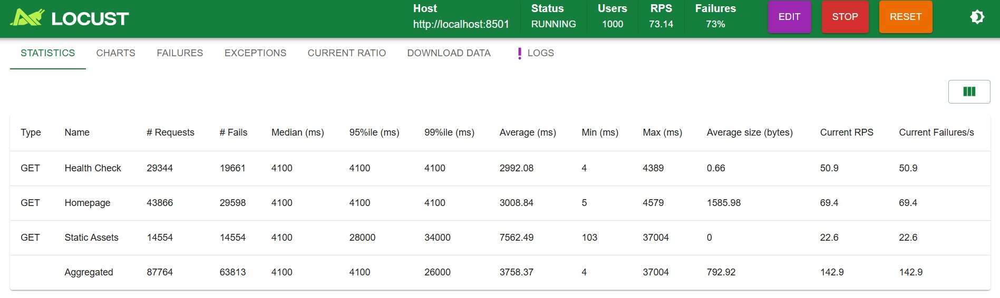 LOCUST
Host
http://localhost:8501
Status
RUNNING
Users
1000
RPS
73.14
Failures
73%
EDIT
STOP
RESET
STATISTICS CHARTS FAILURES EXCEPTIONS CURRENT RATIO DOWNLOAD DATA ! LOGS
Type Name # Requests # Fails Median (ms) 95%ile (ms) 99%ile (ms) Average (ms) Min (ms) Max (ms) Average size (bytes) Current RPS Current Failures/s
GET Health Check 29344 19661 4100 4100 4100 2992.08 4 4389 0.66 50.9 50.9
GET Homepage 43866 29598 4100 4100 4100 3008.84 5 4579 1585.98 69.4 69.4
GET Static Assets 14554 14554 4100 28000 34000 7562.49 103 37004 0 22.6 22.6
Aggregated 87764 63813 4100 4100 26000 3758.37 4 37004 792.92 142.9 142.9